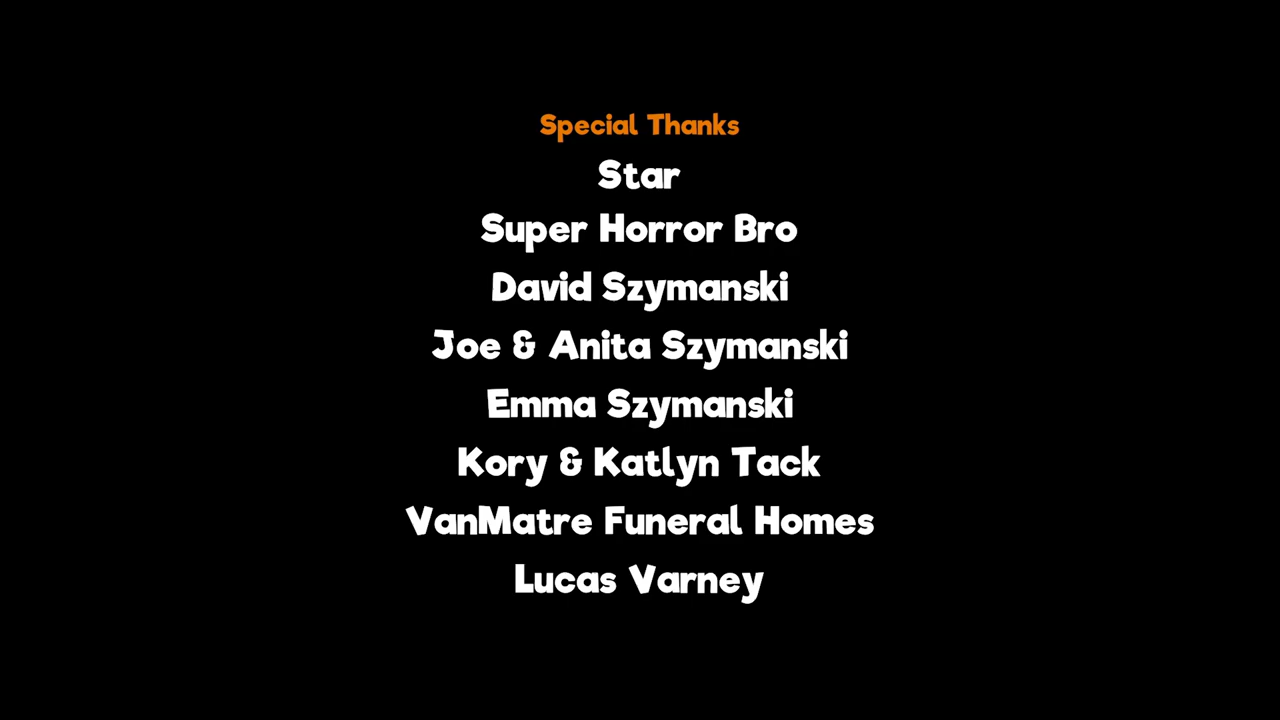 Special Thanks
Star
Super Horror Bro
David Szymanski
Joe & Anita Szymanski
Emma Szymanski
Kory & Katlyn Tack
VanMatre Funeral Homes
Lucas Varney